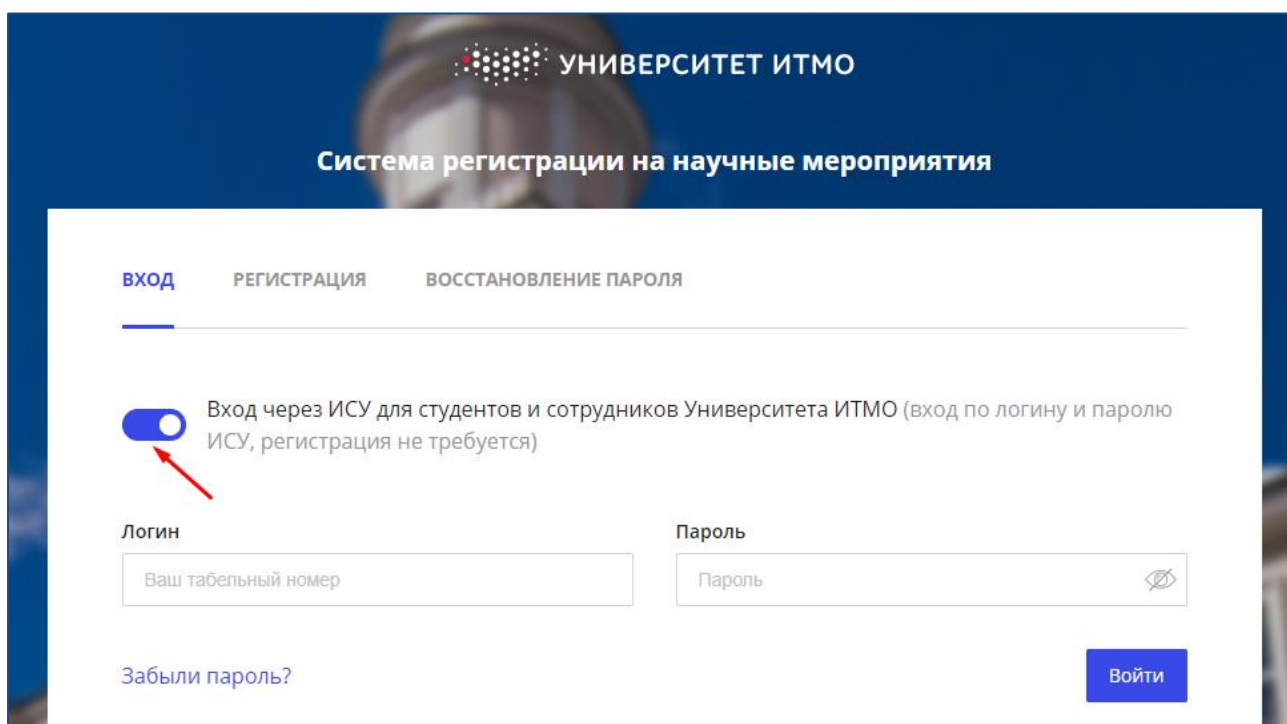 УНИВЕРСИТЕТ ИТМО
Система регистрации на научные мероприятия
ВХОД РЕГИСТРАЦИЯ ВОССТАНОВЛЕНИЕ ПАРОЛЯ
Вход через ИСУ для студентов и сотрудников Университета ИТМО (вход по логину и паролю
ИСУ, регистрация не требуется)
Логин Пароль
Ваш табельный номер Пароль
Забыли пароль? Войти